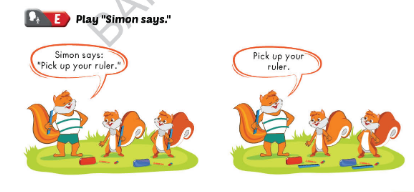 E Play "Simon says."
Simon says:
"Pick up your ruler."
Pick up your
ruler.